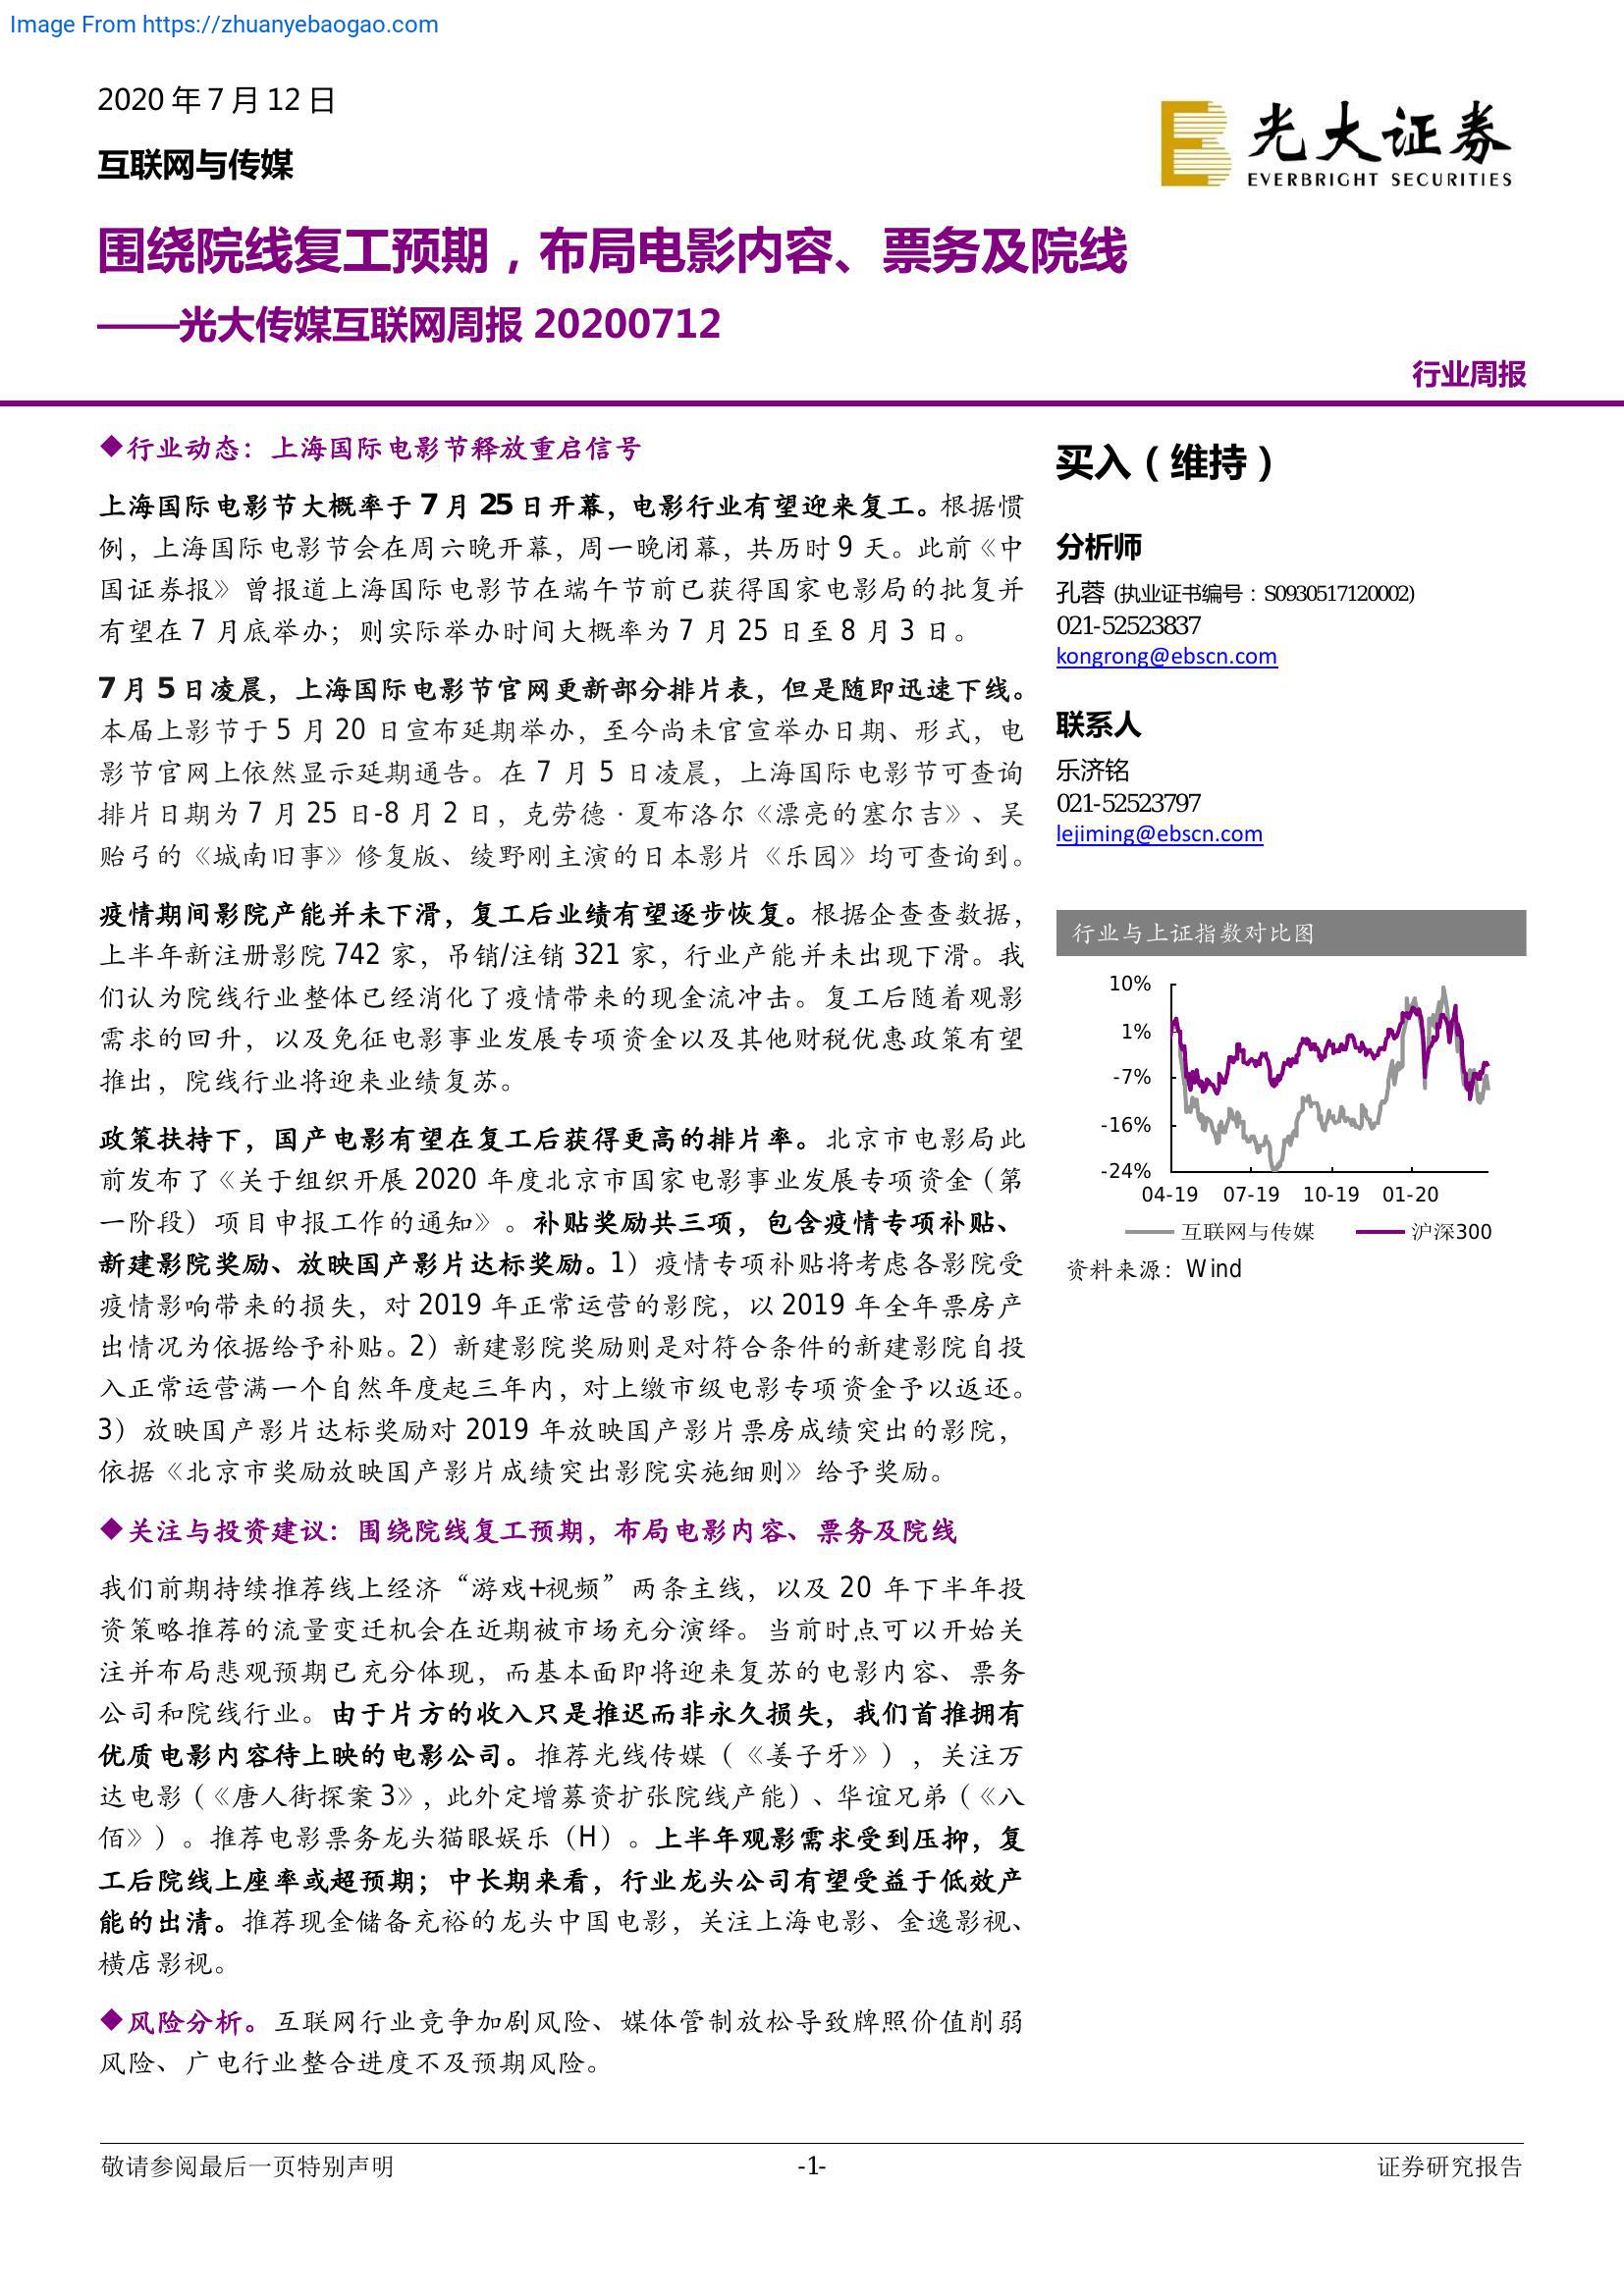 Image From https://zhuanyebaogao.com
2020 年 7 月 12 日
互联网与传媒
光大证券
EVERBRIGHT SECURITIES
围绕院线复工预期，布局电影内容、票务及院线
——光大传媒互联网周报 20200712
行业周报
◆行业动态：上海国际电影节释放重启信号
上海国际电影节大概率于 7 月 25 日开幕，电影行业有望迎来复工。根据惯
例，上海国际电影节会在周六晚开幕，周一晚闭幕，共历时 9 天。此前《中
国证券报》曾报道上海国际电影节在端午节前已获得国家电影局的批复并
有望在 7 月底举办；则实际举办时间大概率为 7 月 25 日至 8 月 3 日。
7 月 5 日凌晨，上海国际电影节官网更新部分排片表，但是随即迅速下线。
本届上影节于 5 月 20 日宣布延期举办，至今尚未官宣举办日期、形式，电
影节官网上依然显示延期通告。在 7 月 5 日凌晨，上海国际电影节可查询
排片日期为 7 月 25 日-8 月 2 日，克劳德·夏布洛尔《漂亮的塞尔吉》、吴
贻弓的《城南旧事》修复版、绫野刚主演的日本影片《乐园》均可查询到。
疫情期间影院产能并未下滑，复工后业绩有望逐步恢复。根据企查查数据，
上半年新注册影院 742 家，吊销/注销 321 家，行业产能并未出现下滑。我
们认为院线行业整体已经消化了疫情带来的现金流冲击。复工后随着观影
需求的回升，以及免征电影事业发展专项资金以及其他财税优惠政策有望
推出，院线行业将迎来业绩复苏。
政策扶持下，国产电影有望在复工后获得更高的排片率。北京市电影局此
前发布了《关于组织开展 2020 年度北京市国家电影事业发展专项资金（第
一阶段）项目申报工作的通知》。补贴奖励共三项，包含疫情专项补贴、
新建影院奖励、放映国产影片达标奖励。1）疫情专项补贴将考虑各影院受
疫情影响带来的损失，对 2019 年正常运营的影院，以 2019 年全年票房产
出情况为依据给予补贴。2）新建影院奖励则是对符合条件的新建影院自投
入正常运营满一个自然年度起三年内，对上缴市级电影专项资金予以返还。
3）放映国产影片达标奖励对 2019 年放映国产影片票房成绩突出的影院，
依据《北京市奖励放映国产影片成绩突出影院实施细则》给予奖励。
◆关注与投资建议：围绕院线复工预期，布局电影内容、票务及院线
我们前期持续推荐线上经济“游戏+视频”两条主线，以及 20 年下半年投
资策略推荐的流量变迁机会在近期被市场充分演绎。当前时点可以开始关
注并布局悲观预期已充分体现，而基本面即将迎来复苏的电影内容、票务
公司和院线行业。由于片方的收入只是推迟而非永久损失，我们首推拥有
优质电影内容待上映的电影公司。推荐光线传媒（《姜子牙》），关注万
达电影（《唐人街探案 3》，此外定增募资扩张院线产能）、华谊兄弟（《八
佰》）。推荐电影票务龙头猫眼娱乐（H）。上半年观影需求受到压抑，复
工后院线上座率或超预期；中长期来看，行业龙头公司有望受益于低效产
能的出清。推荐现金储备充裕的龙头中国电影，关注上海电影、金逸影视、
横店影视。
◆风险分析。互联网行业竞争加剧风险、媒体管制放松导致牌照价值削弱
风险、广电行业整合进度不及预期风险。
买入（维持）
分析师
孔蓉 (执业证书编号：S0930517120002)
021-52523837
kongrong@ebscn.com
联系人
乐济铭
021-52523797
lejiming@ebscn.com
行业与上证指数对比图
10%
1%
-7%
-16%
-24%
04-19 07-19 10-19 01-20
互联网与传媒 沪深300
资料来源：Wind
敬请参阅最后一页特别声明 -1- 证券研究报告